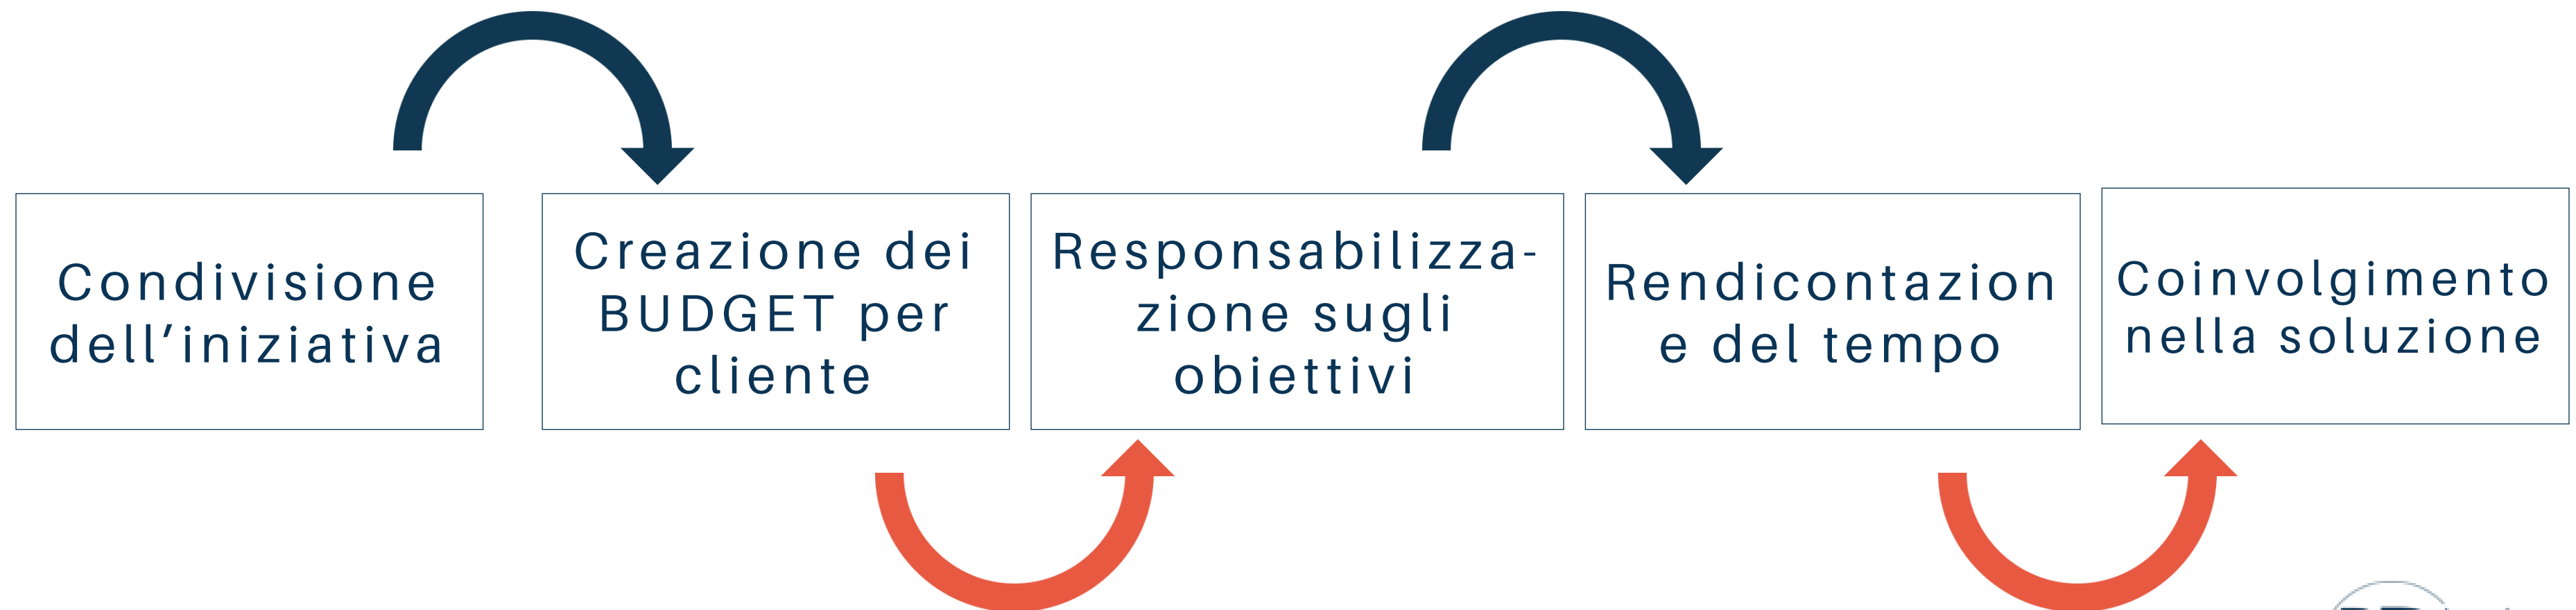 Condivisione
dell’iniziativa
Creazione dei
BUDGET per
cliente
Responsabilizza-
zione sugli
obiettivi
Rendicontazion
e del tempo
Coinvolgimento
nella soluzione